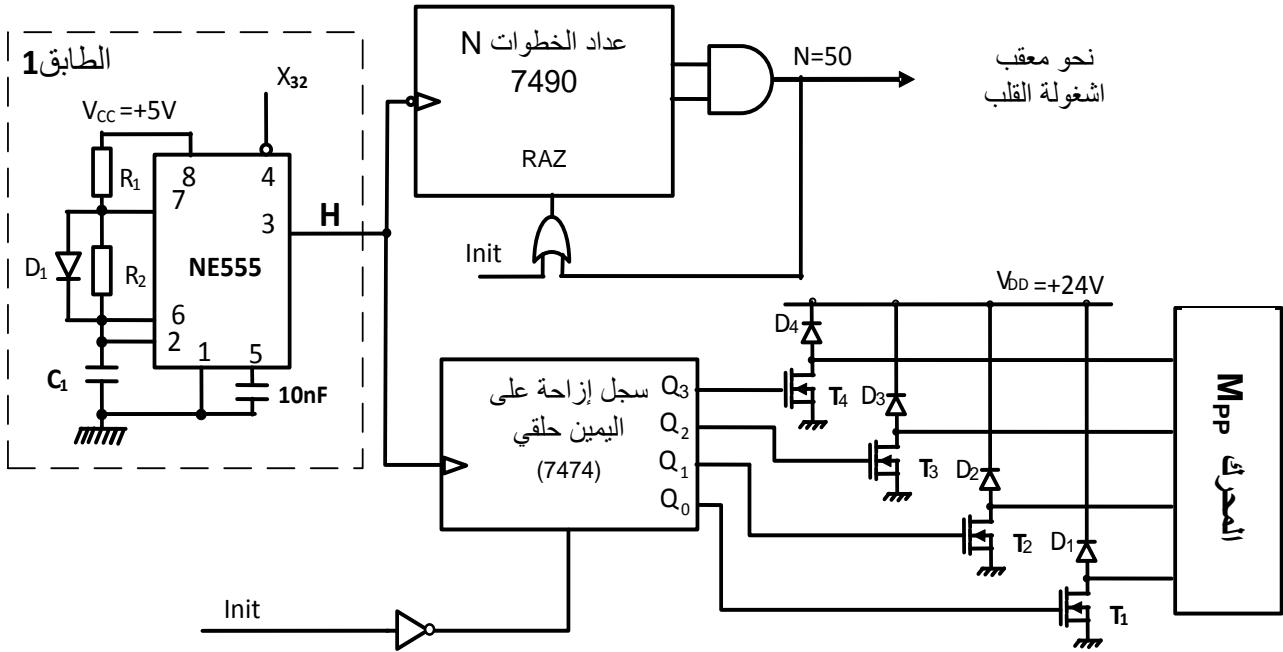 الطابق1
X32
VCC =+5V
R1
8
4
7
3
H
D1
R2
NE555
6
2
1
5
C1
10nF
عداد الخطوات N
7490
RAZ
Init
N=50
نحو معقب
اشغولة القلب
VDD =+24V
D4
T4
D3
T3
D2
T2
D1
T1
سجل إزاحة على
اليمين حلقي
(7474)
Q3
Q2
Q1
Q0
Init
المحرك MPP